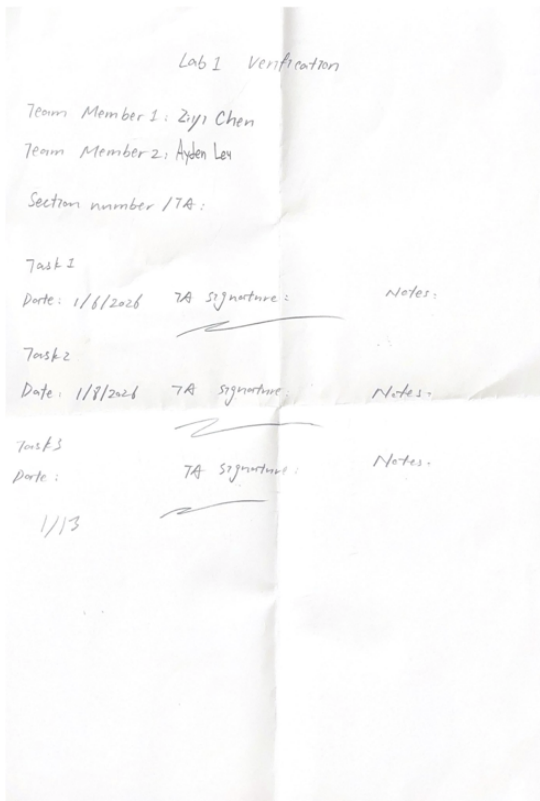 Lab 1 Verification
Team Member 1: Ziyi Chen
Team Member 2: Ayden Ley
Section number / TA:
Task 1
Date: 1/6/2026 TA signature: Notes:
Task 2
Date: 1/8/2026 TA signature: Notes:
Task 3
Date: TA signature: Notes:
1/13